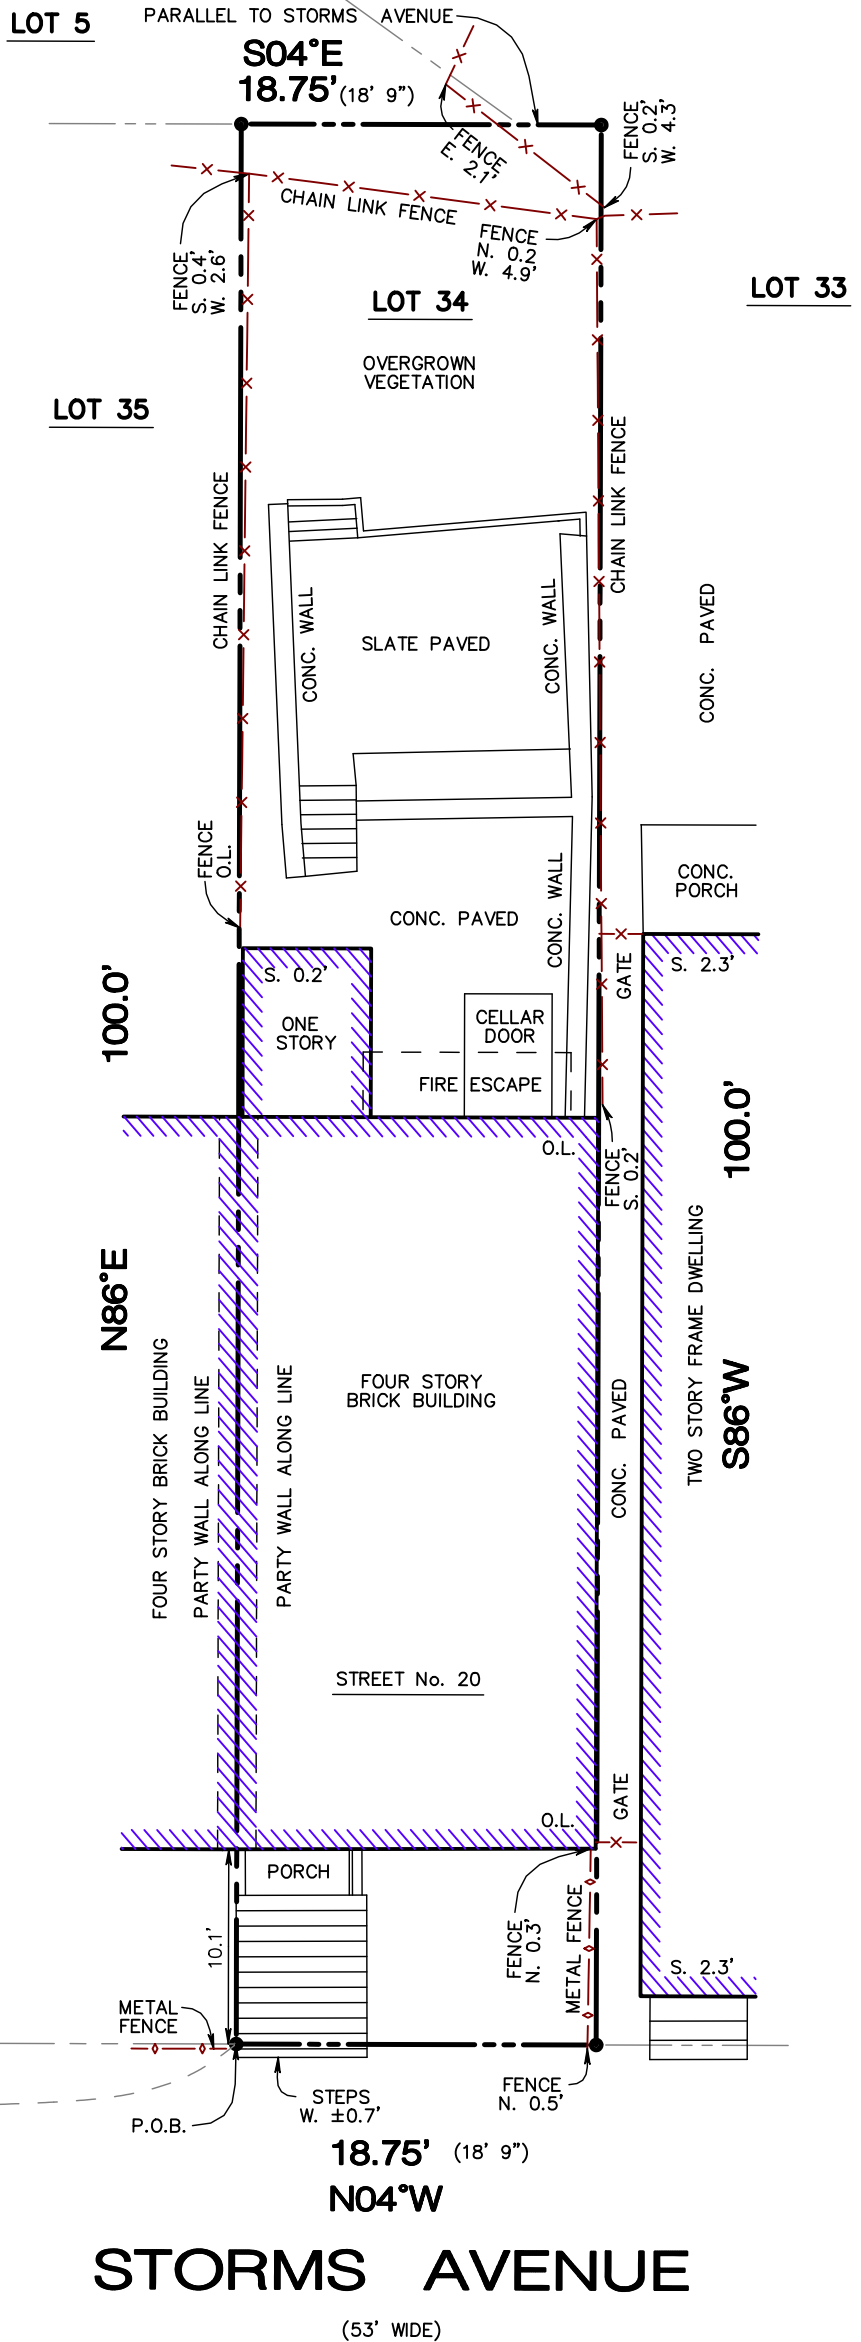 LOT 5
PARALLEL TO STORMS AVENUE
S04°E
18.75' (18' 9")
FENCE
S. 0.2'
W. 4.3'
FENCE
E. 2.1'
CHAIN LINK FENCE
FENCE
N. 0.2
W. 4.9'
FENCE
S. 0.4'
W. 2.6'
LOT 34
LOT 33
OVERGROWN
VEGETATION
LOT 35
CHAIN LINK FENCE
CHAIN LINK FENCE
CONC. WALL
SLATE PAVED
CONC. WALL
CONC. PAVED
FENCE
O.L.
CONC. PAVED
CONC. WALL
CONC.
PORCH
GATE
S. 2.3'
S. 0.2'
100.0'
ONE
STORY
CELLAR
DOOR
FIRE ESCAPE
100.0'
O.L.
FENCE
S. 0.2'
N86°E
FOUR STORY BRICK BUILDING
PARTY WALL ALONG LINE
PARTY WALL ALONG LINE
FOUR STORY
BRICK BUILDING
CONC. PAVED
TWO STORY FRAME DWELLING
S86°W
STREET No. 20
GATE
O.L.
PORCH
10.1'
FENCE
N. 0.3'
METAL FENCE
S. 2.3'
METAL
FENCE
P.O.B.
STEPS
W. ±0.7'
FENCE
N. 0.5'
18.75' (18' 9")
N04°W
STORMS AVENUE
(53' WIDE)